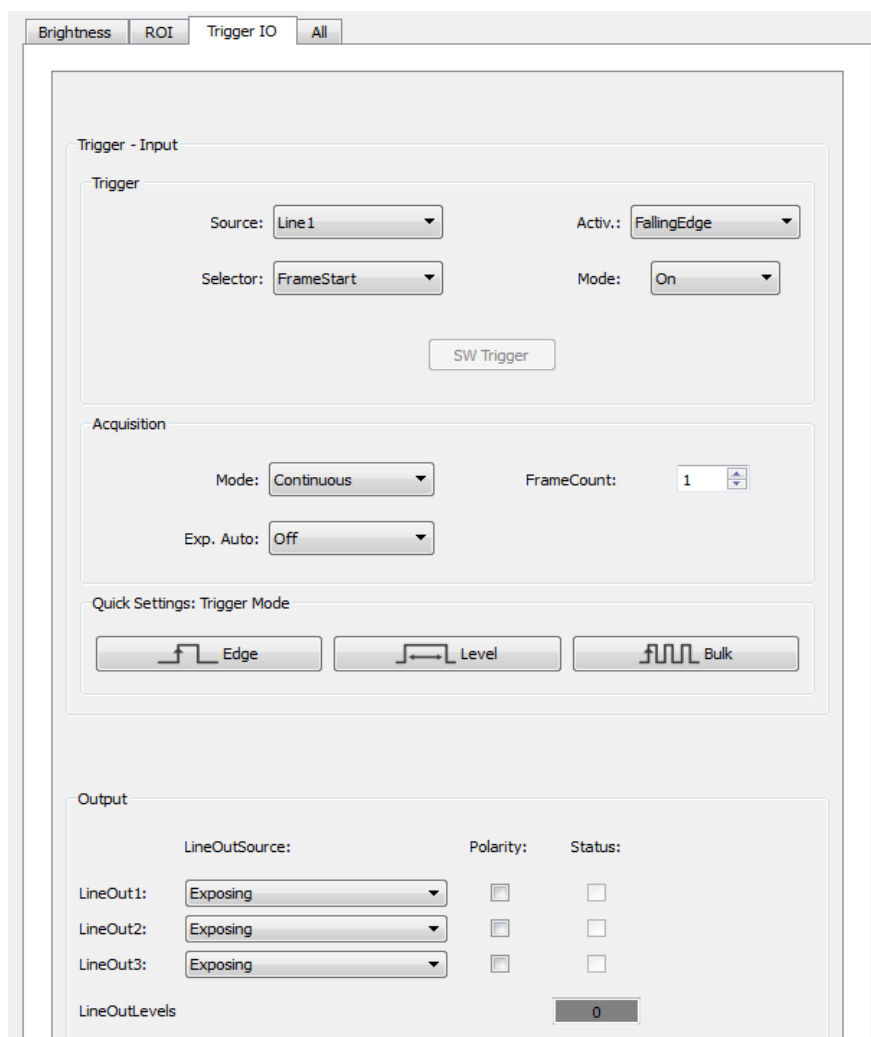 Brightness ROI Trigger IO All
Trigger - Input
Trigger
Source: Line1 Activ.: FallingEdge
Selector: FrameStart Mode: On
SW Trigger
Acquisition
Mode: Continuous FrameCount: 1
Exp. Auto: Off
Quick Settings: Trigger Mode
Edge Level Bulk
Output
LineOutSource: Polarity: Status:
LineOut1: Exposing
LineOut2: Exposing
LineOut3: Exposing
LineOutLevels 0